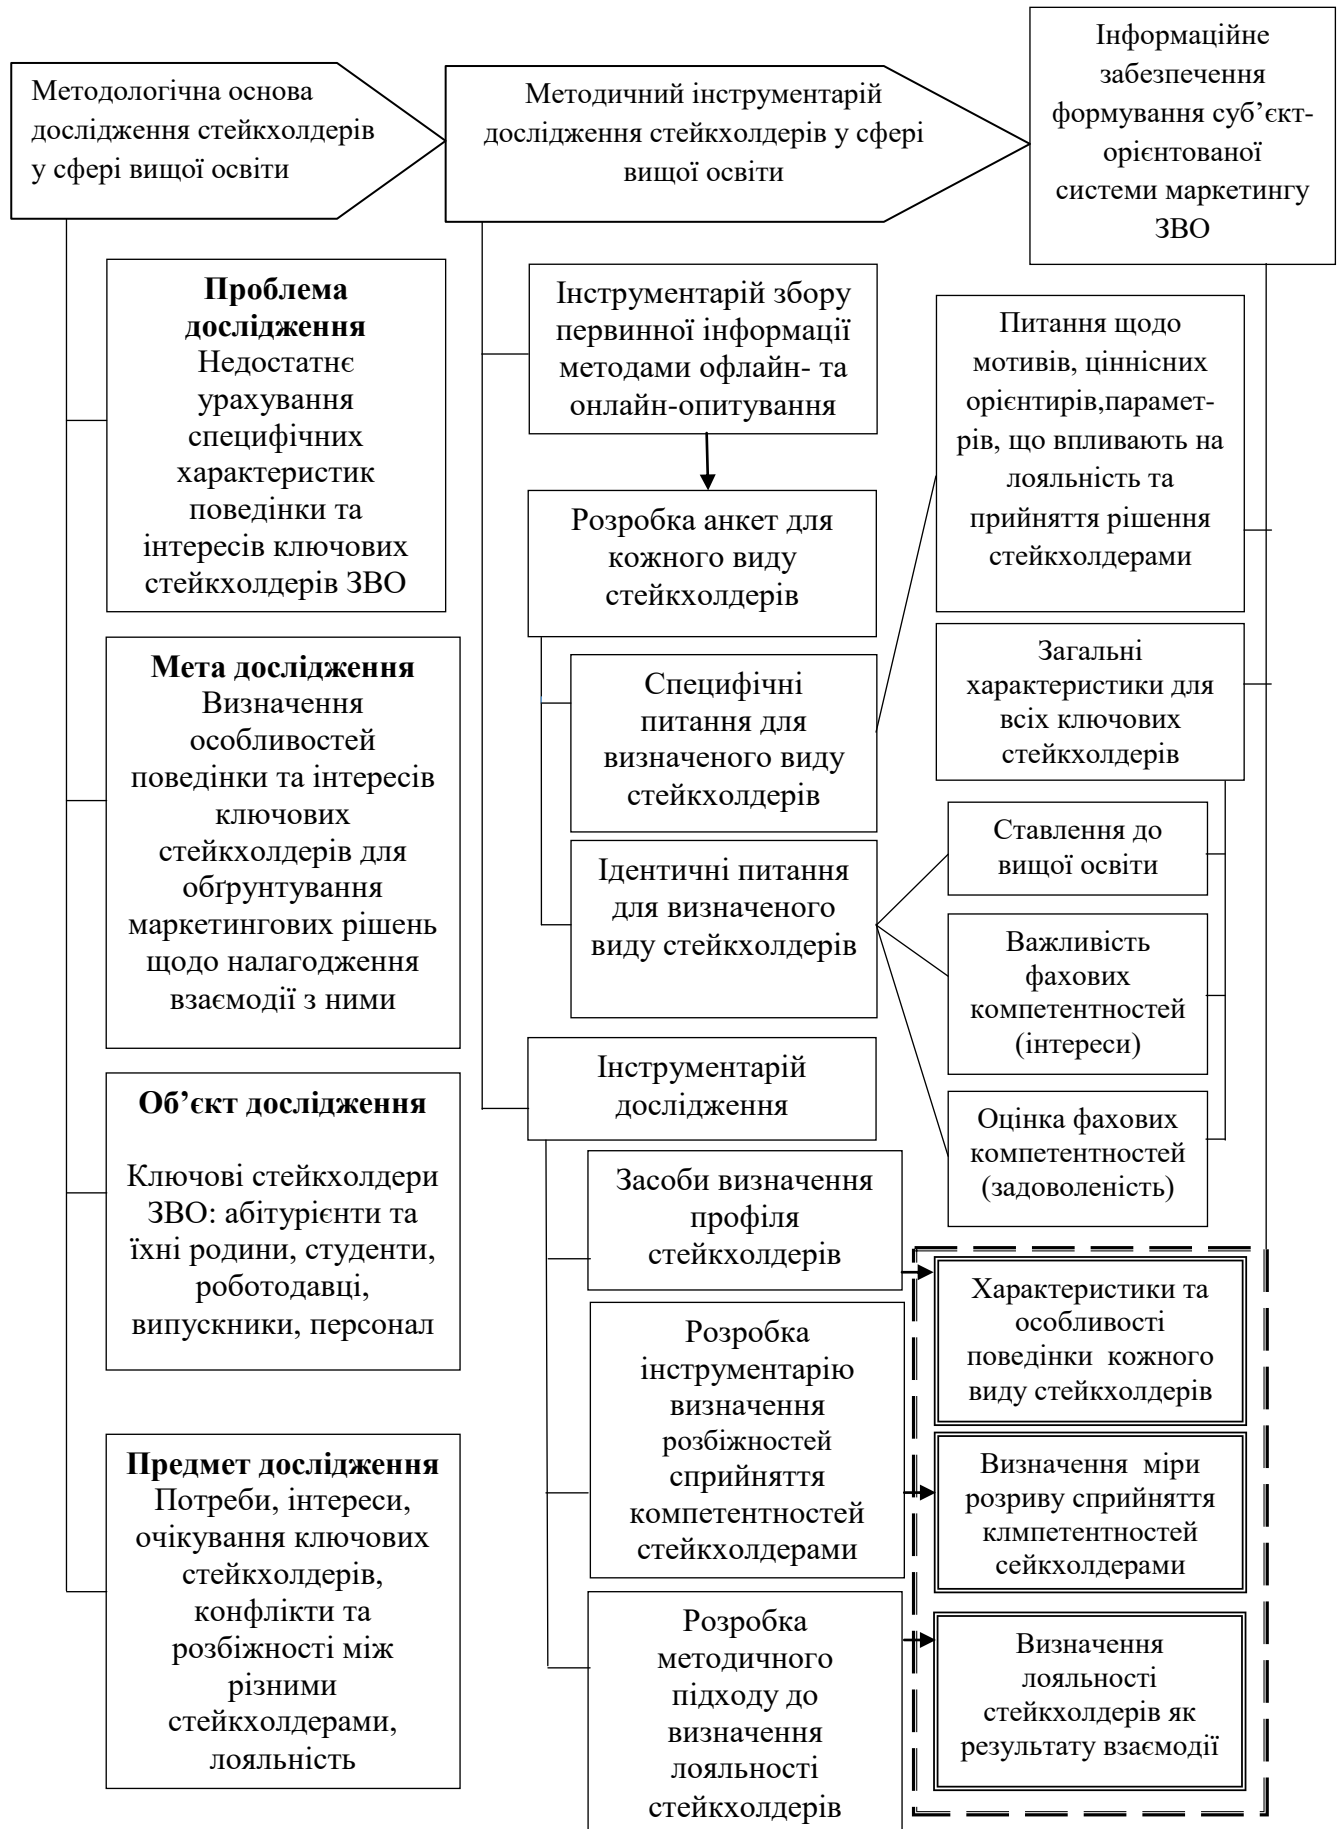 Методологічна основа
дослідження стейкхолдерів
у сфері вищої освіти
Методичний інструментарій
дослідження стейкхолдерів у сфері
вищої освіти
Інформаційне
забезпечення
формування суб’єкт-
орієнтованої
системи маркетингу
ЗВО
Проблема
дослідження
Недостатнє
урахування
специфічних
характеристик
поведінки та
інтересів ключових
стейкхолдерів ЗВО
Мета дослідження
Визначення
особливостей
поведінки та інтересів
ключових
стейкхолдерів для
обґрунтування
маркетингових рішень
щодо налагодження
взаємодії з ними
Об’єкт дослідження
Ключові стейкхолдери
ЗВО: абітурієнти та
їхні родини, студенти,
роботодавці,
випускники, персонал
Предмет дослідження
Потреби, інтереси,
очікування ключових
стейкхолдерів,
конфлікти та
розбіжності між
різними
стейкхолдерами,
лояльність
Інструментарій збору
первинної інформації
методами офлайн- та
онлайн-опитування
Розробка анкет для
кожного виду
стейкхолдерів
Специфічні
питання для
визначеного виду
стейкхолдерів
Ідентичні питання
для визначеного
виду стейкхолдерів
Інструментарій
дослідження
Засоби визначення
профіля
стейкхолдерів
Розробка
інструментарію
визначення
розбіжностей
сприйняття
компетентностей
стейкхолдерами
Розробка
методичного
підходу до
визначення
лояльності
стейкхолдерів
Питання щодо
мотивів, ціннісних
орієнтирів,парамет-
рів, що впливають на
лояльність та
прийняття рішення
стейкхолдерами
Загальні
характеристики для
всіх ключових
стейкхолдерів
Ставлення до
вищої освіти
Важливість
фахових
компетентностей
(інтереси)
Оцінка фахових
компетентностей
(задоволеність)
Характеристики та
особливості
поведінки кожного
виду стейкхолдерів
Визначення міри
розриву сприйняття
клмпетентностей
сейкхолдерами
Визначення
лояльності
стейкхолдерів як
результату взаємодії